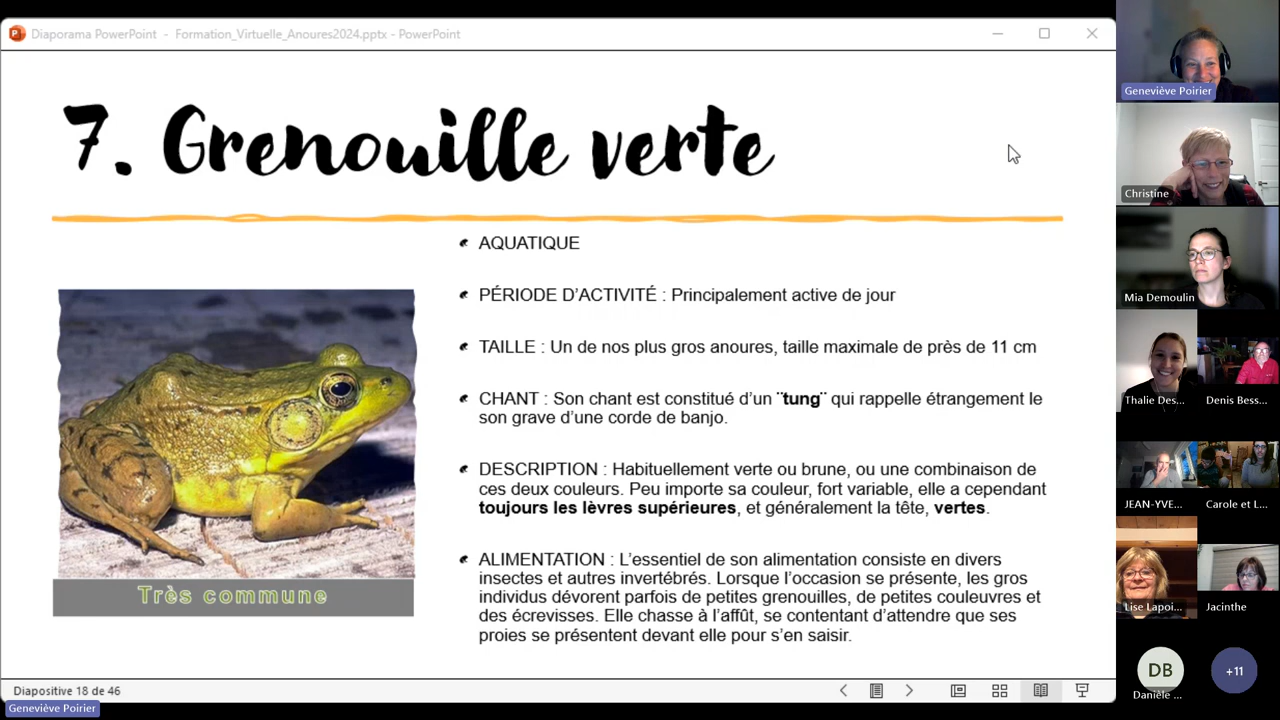 Diaporama PowerPoint - Formation_Virtuelle_Anoures2024.pptx - PowerPoint
7. Grenouille verte
AQUATIQUE
PÉRIODE D'ACTIVITÉ : Principalement active de jour
TAILLE : Un de nos plus gros anoures, taille maximale de près de 11 cm
CHANT : Son chant est constitué d'un ¨tung¨ qui rappelle étrangement le
son grave d'une corde de banjo.
DESCRIPTION : Habituellement verte ou brune, ou une combinaison de
ces deux couleurs. Peu importe sa couleur, fort variable, elle a cependant
toujours les lèvres supérieures, et généralement la tête, vertes.
ALIMENTATION : L'essentiel de son alimentation consiste en divers
insectes et autres invertébrés. Lorsque l'occasion se présente, les gros
individus dévorent parfois de petites grenouilles, de petites couleuvres et
des écrevisses. Elle chasse à l'affût, se contentant d'attendre que ses
proies se présentent devant elle pour s'en saisir.
Très commune
Diapositive 18 de 46
Geneviève Poirier
Geneviève Poirier
Christine
Mia Demoulin
Thalie Des...
Denis Bess...
JEAN-YVE...
Carole et L...
Lise Lapoi...
Jacinthe
DB
Danièle ...
+11